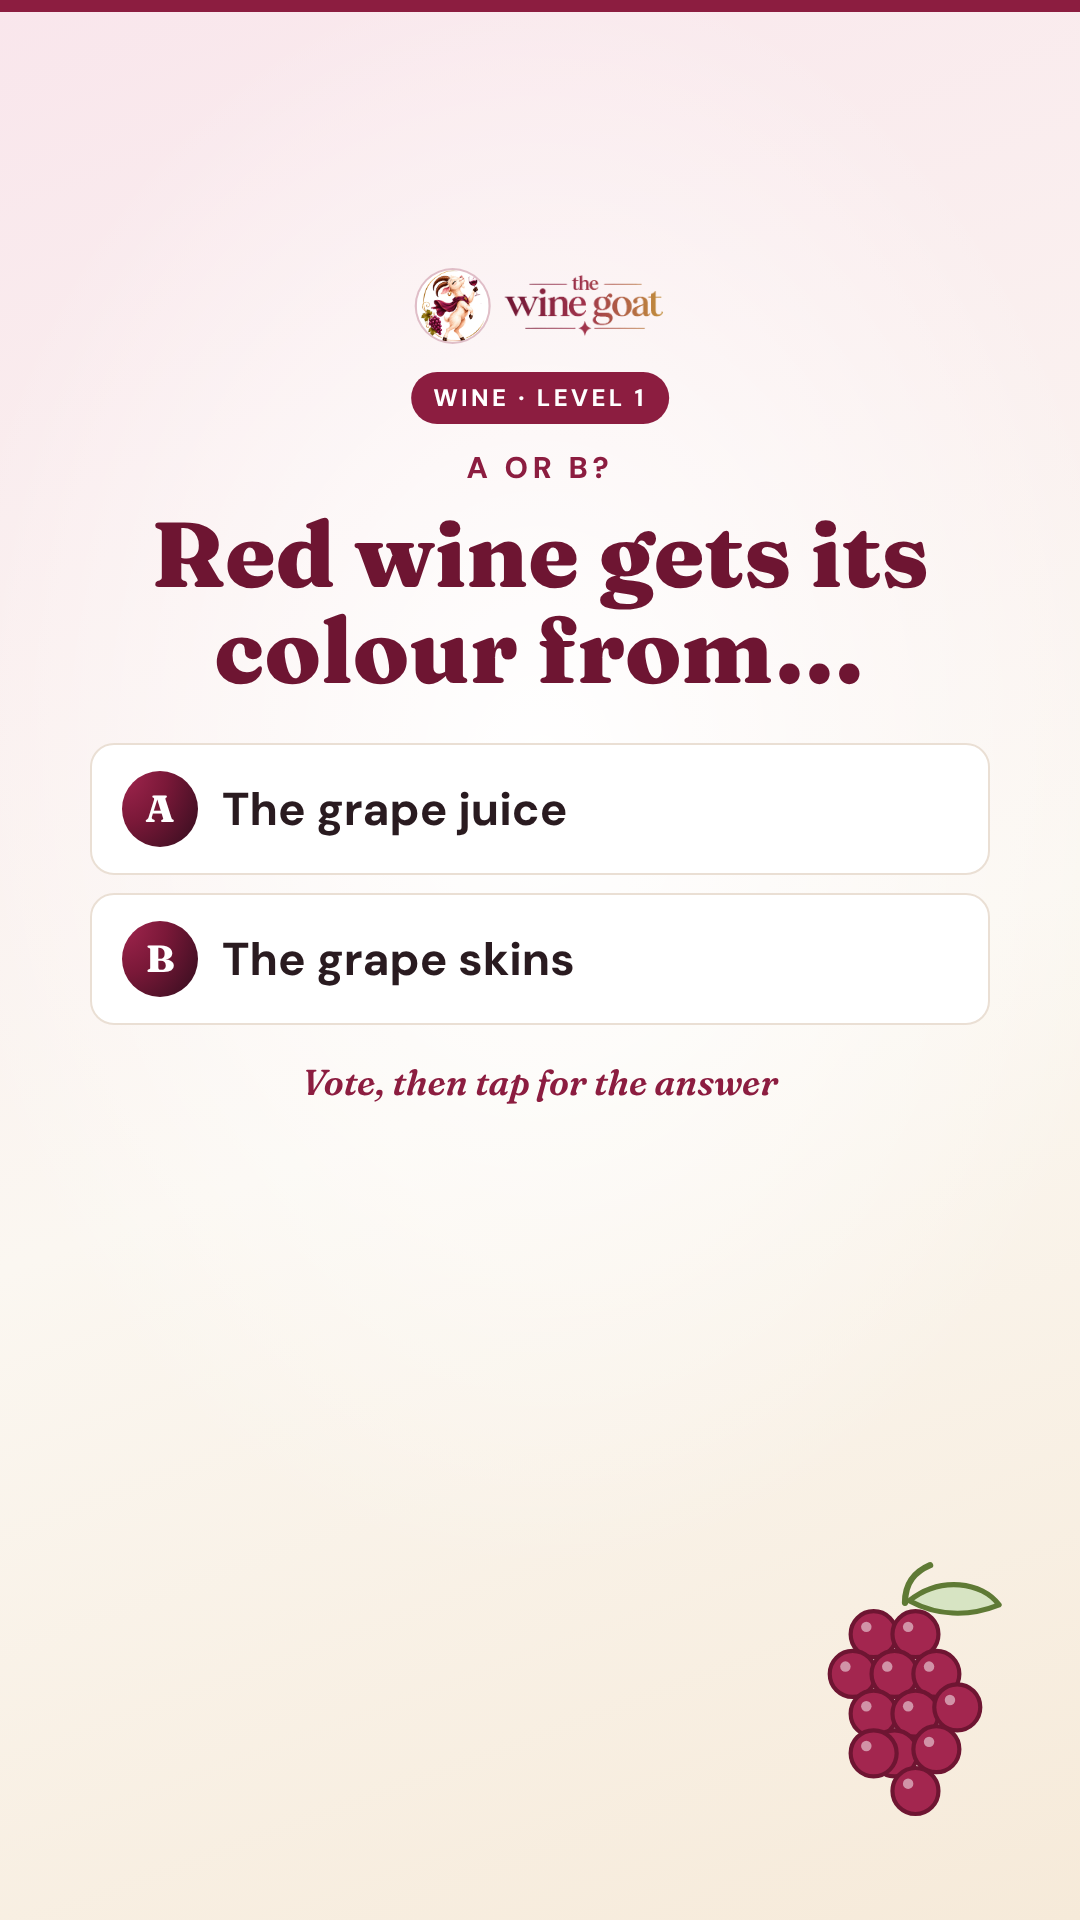 the
wine goat
WINE · LEVEL 1
A OR B?
Red wine gets its
colour from...
A The grape juice
B The grape skins
Vote, then tap for the answer